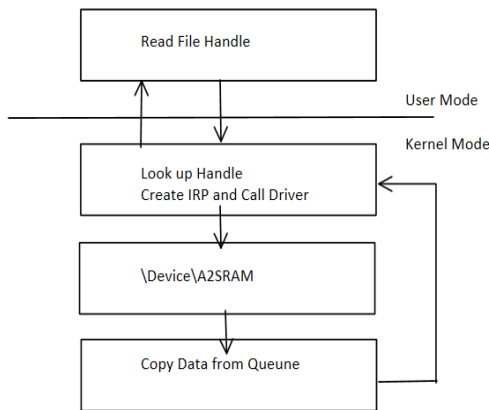 Read File Handle
User Mode
Kernel Mode
Look up Handle
Create IRP and Call Driver
\Device\A2SRAM
Copy Data from Queune